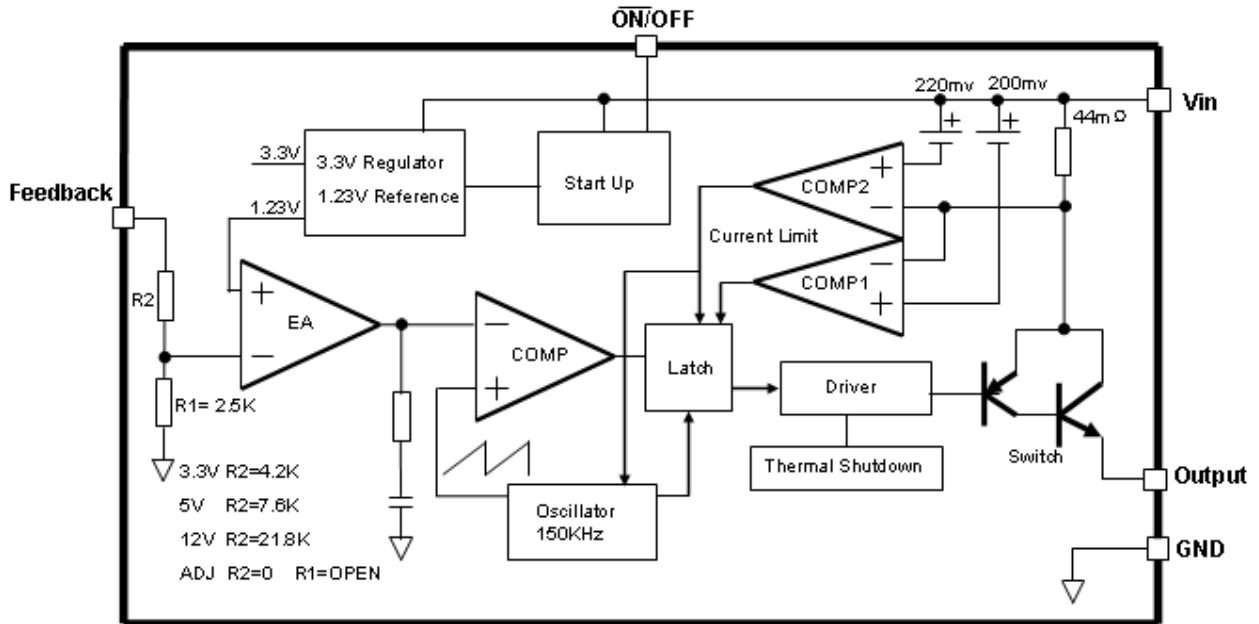 ON/OFF
220mv 200mv
Vin
44mΩ
3.3V
3.3V Regulator
1.23V Reference
Start Up
COMP2
Feedback
1.23V
Current Limit
COMP1
R2
EA
COMP
Latch
Driver
R1= 2.5K
Thermal Shutdown
Switch
3.3V R2=4.2K
5V R2=7.6K
12V R2=21.8K
ADJ R2=0 R1=OPEN
Oscillator
150KHz
Output
GND